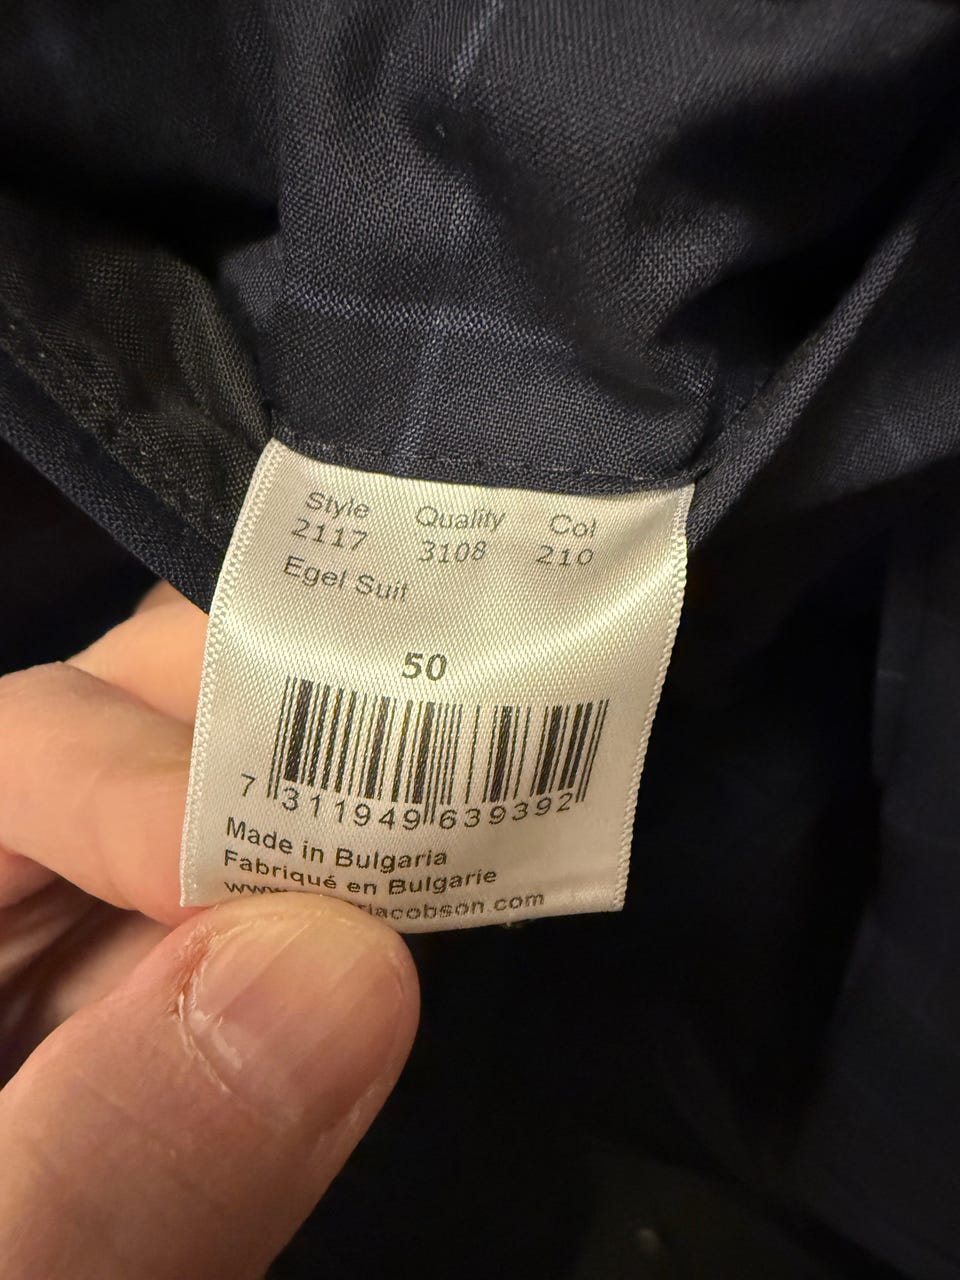 Style Quality Col
2117 3108 210
Egel Suit
50
7 311949 639392
Made in Bulgaria
Fabriqué en Bulgarie